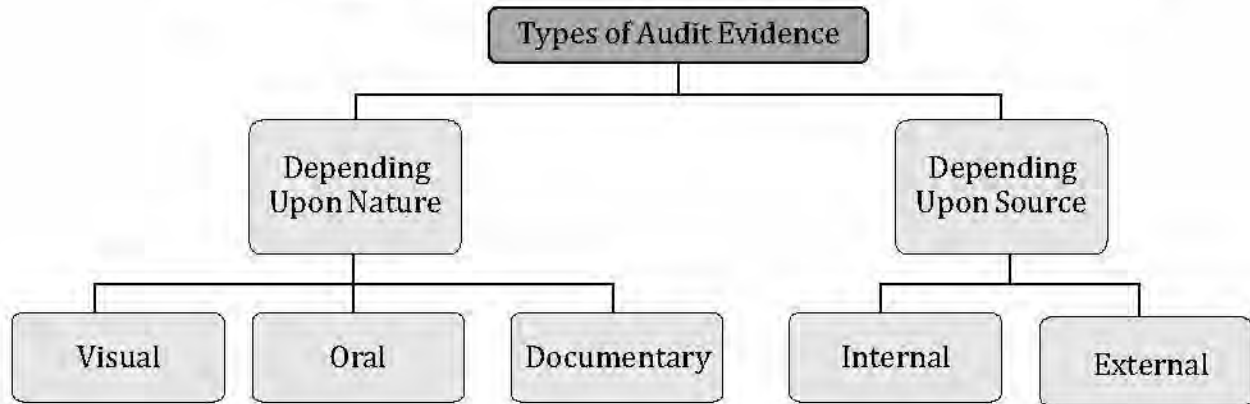 Types of Audit Evidence
Depending
Upon Nature
Depending
Upon Source
Visual
Oral
Documentary
Internal
External